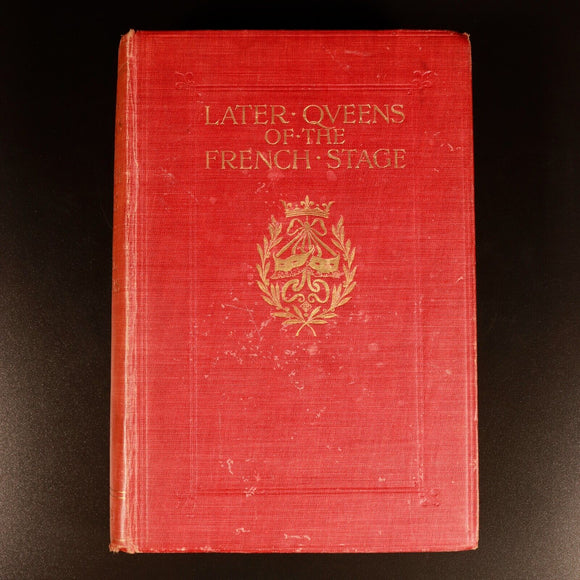 LATER · QVEENS
OF · THE
FRENCH · STAGE